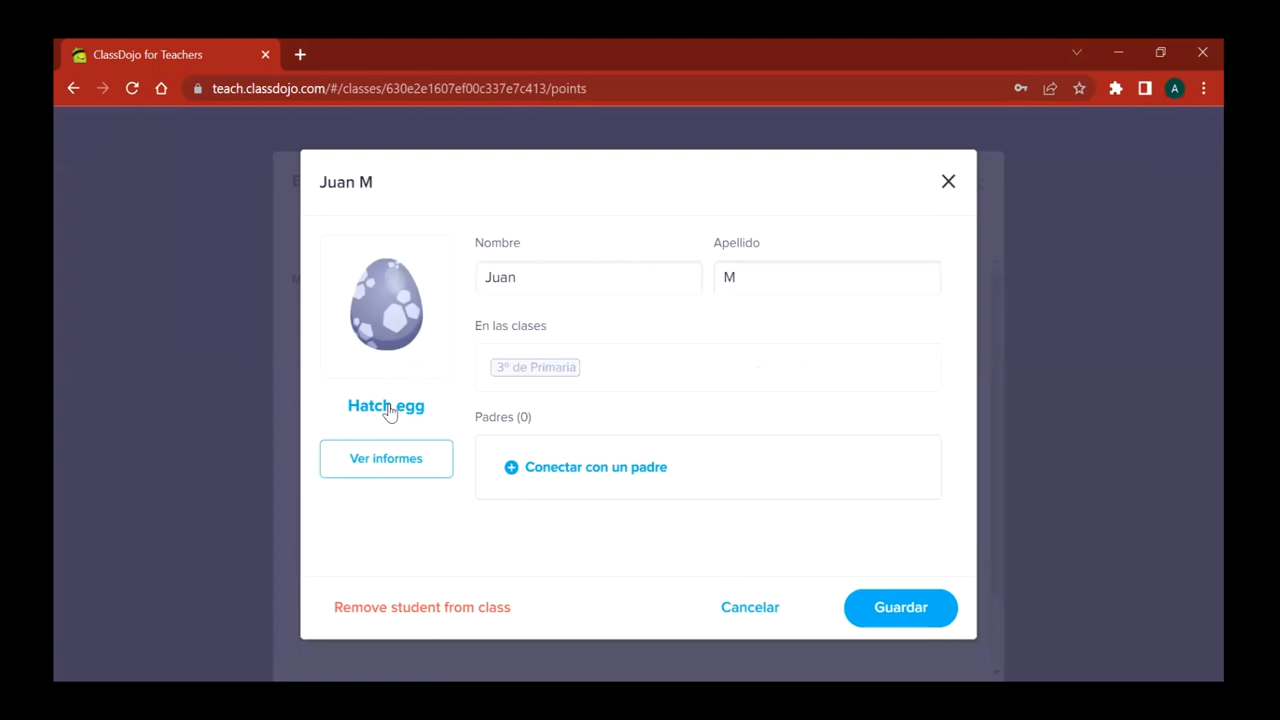 ClassDojo for Teachers
teach.classdojo.com/#/classes/630e2e1607ef00c337e7c413/points
A
Juan M
Nombre
Apellido
Juan
M
En las clases
3º de Primaria
Hatch egg
Padres (0)
Ver informes
Conectar con un padre
Remove student from class
Cancelar
Guardar